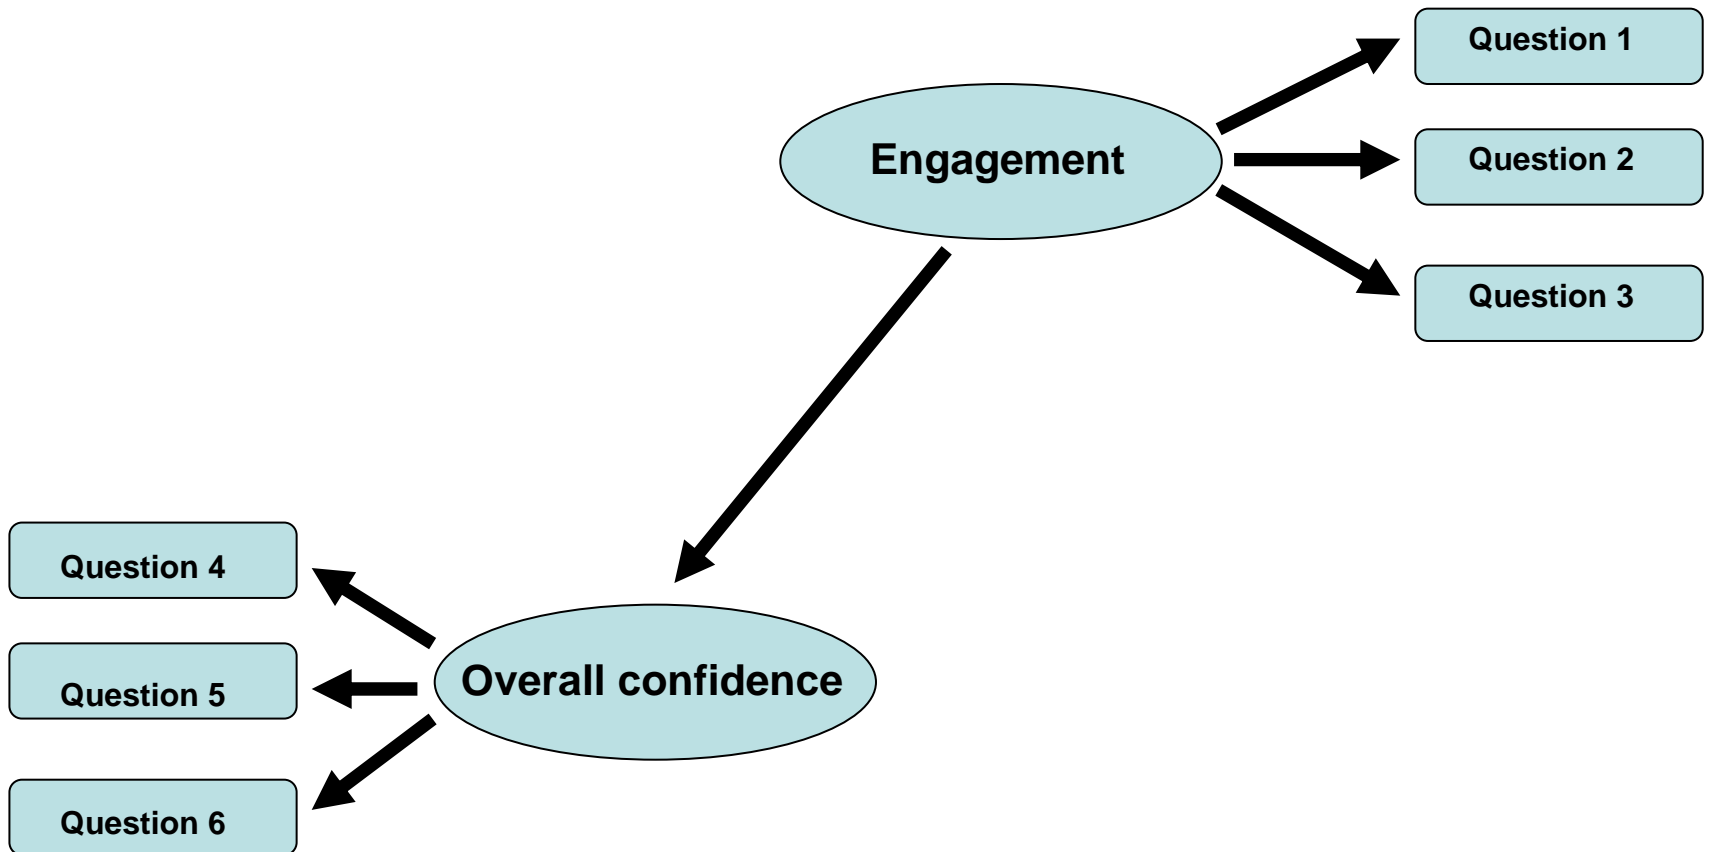 Question 1
Engagement
Question 2
Question 3
Question 4
Overall confidence
Question 5
Question 6